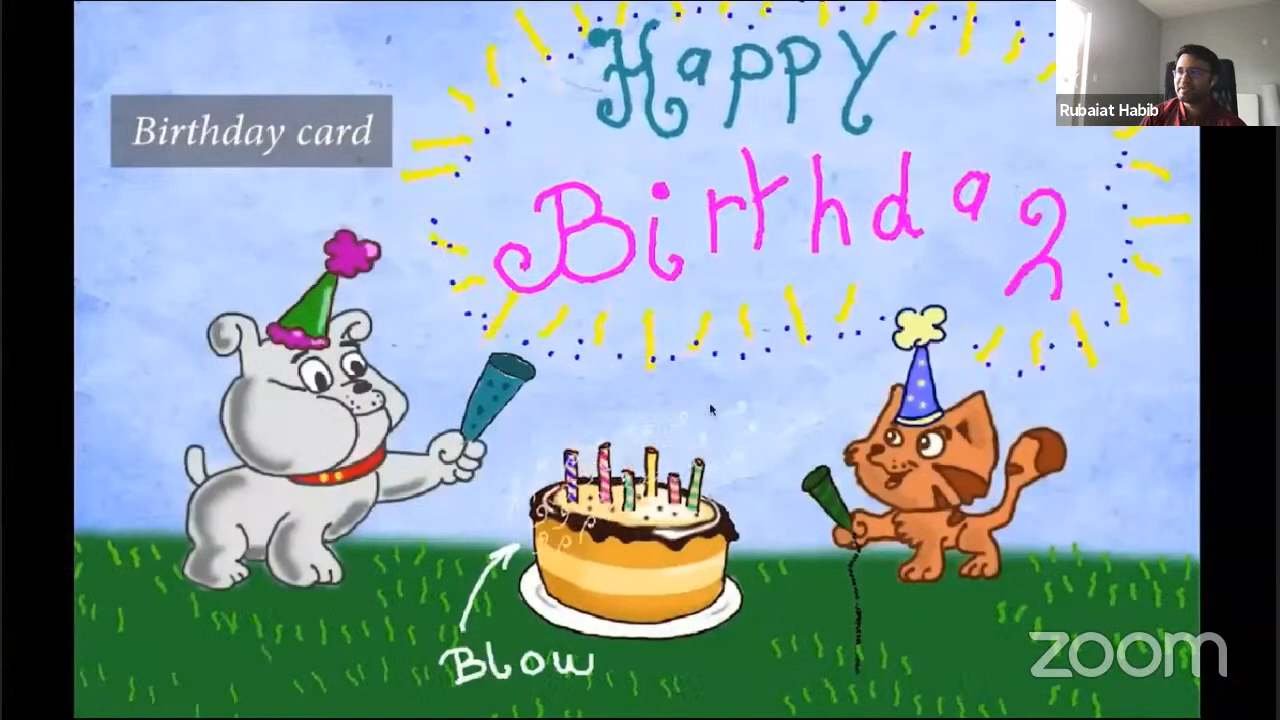 Happy
Rubaiat Habib
Birthday card
Birthday
Blow
zoom